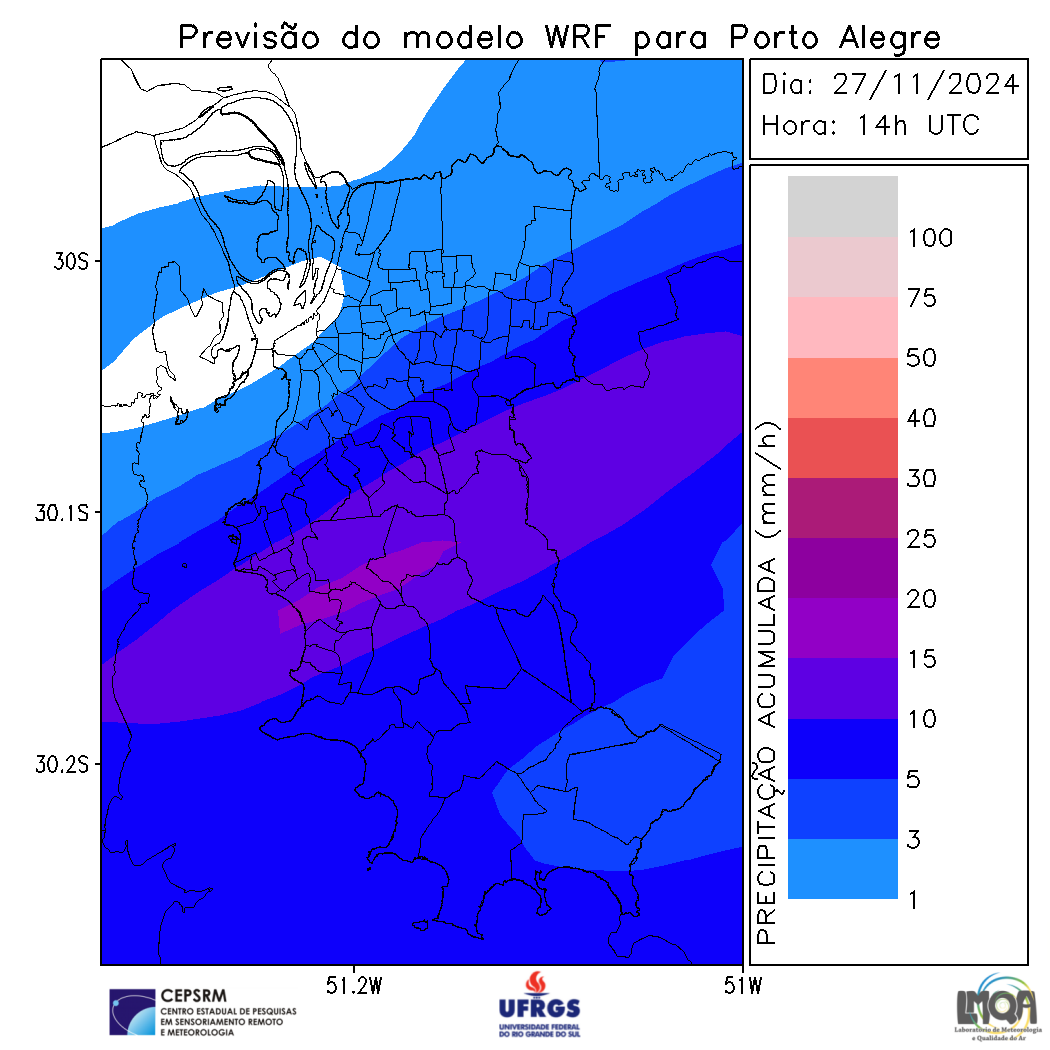 Previsão do modelo WRF para Porto Alegre
Dia: 27/11/2024
Hora: 14h UTC
30S
30.1S
30.2S
51.2W
51W
PRECIPITAÇÃO ACUMULADA (mm/h)
100
75
50
40
30
25
20
15
10
5
3
1
CEPSRM
CENTRO ESTADUAL DE PESQUISAS
EM SENSORIAMENTO REMOTO
E METEOROLOGIA
UFRGS
UNIVERSIDADE FEDERAL
DO RIO GRANDE DO SUL
LMQA
Laboratório de Meteorologia
e Qualidade do Ar